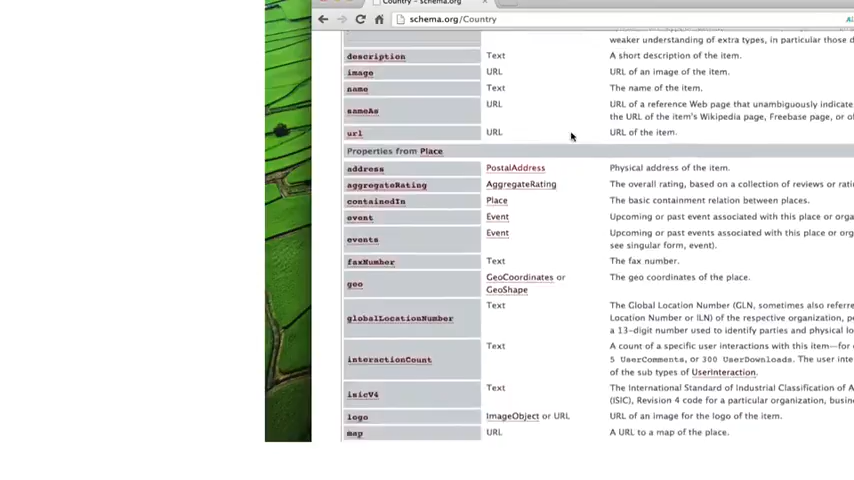 Country - schema.org
schema.org/Country
weaker understanding of extra types, in particular those d
description Text A short description of the item.
image URL URL of an image of the item.
name Text The name of the item.
sameAs URL URL of a reference Web page that unambiguously indicate
the URL of the item's Wikipedia page, Freebase page, or o
url URL URL of the item.
Properties from Place
address PostalAddress Physical address of the item.
aggregateRating AggregateRating The overall rating, based on a collection of reviews or rati
containedIn Place The basic containment relation between places.
event Event Upcoming or past event associated with this place or orga
events Event Upcoming or past events associated with this place or org
see singular form, event).
faxNumber Text The fax number.
geo GeoCoordinates or The geo coordinates of the place.
GeoShape
globalLocationNumber Text The Global Location Number (GLN, sometimes also referre
Location Number or ILN) of the respective organization, pe
a 13-digit number used to identify parties and physical lo
interactionCount Text A count of a specific user interactions with this item—for e
5 UserComments, or 300 UserDownloads. The user inte
of the sub types of UserInteraction.
isicV4 Text The International Standard of Industrial Classification of A
(ISIC), Revision 4 code for a particular organization, busin
logo ImageObject or URL URL of an image for the logo of the item.
map URL A URL to a map of the place.